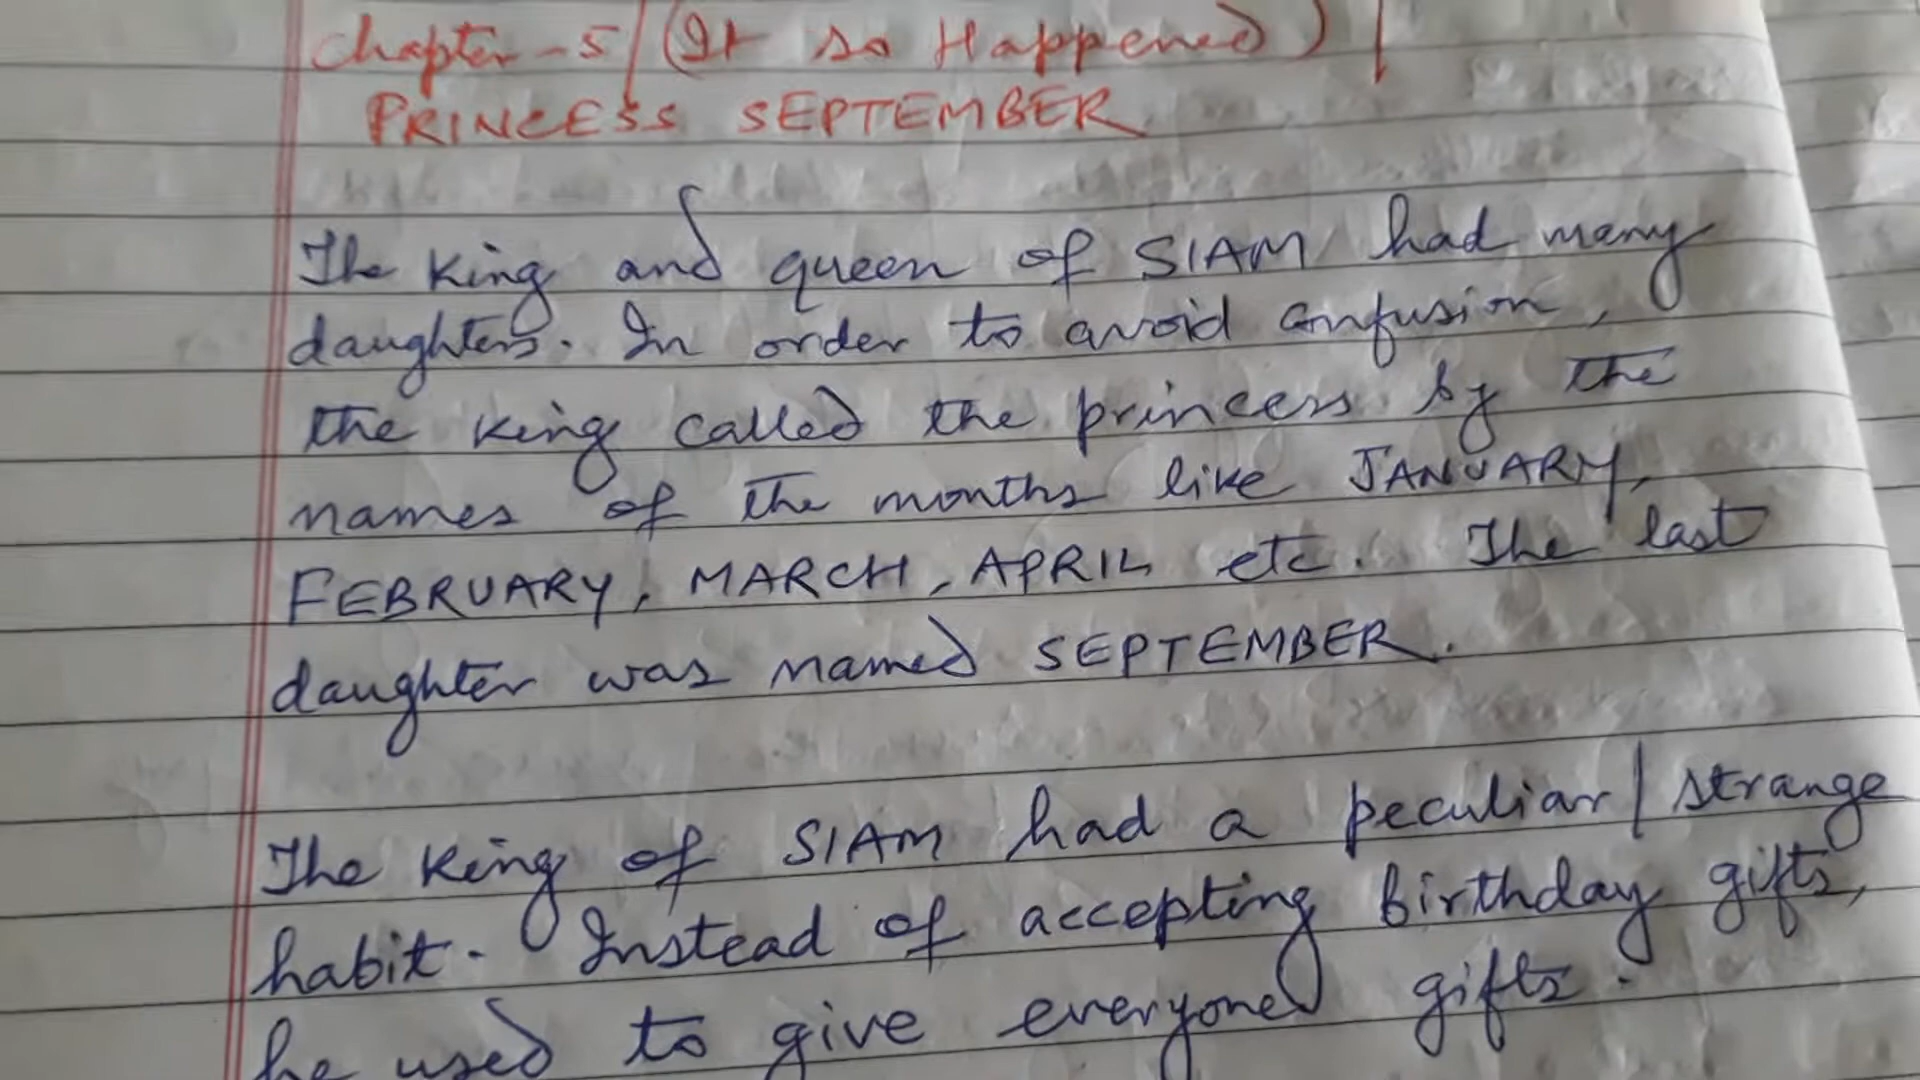 Chapter-5/(It so Happened)/
PRINCESS SEPTEMBER
The king and queen of SIAM had many
daughters. In order to avoid confusion,
the king called the princess by the
names of the months like JANUARY,
FEBRUARY, MARCH, APRIL etc. The last
daughter was named SEPTEMBER.
The king of SIAM had a peculiar/strange
habit. Instead of accepting birthday gifts,
he used to give everyone gifts.